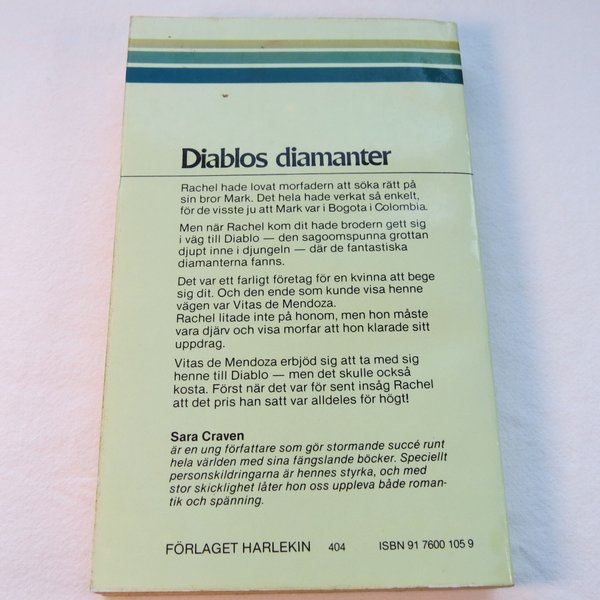 Diablos diamanter
Rachel hade lovat morfadern att söka rätt på
sin bror Mark. Det hela hade verkat så enkelt,
för de visste ju att Mark var i Bogota i Colombia.
Men när Rachel kom dit hade brodern gett sig
i väg till Diablo — den sagoomspunna grottan
djupt inne i djungeln — där de fantastiska
diamanterna fanns.
Det var ett farligt företag för en kvinna att bege
sig dit. Och den ende som kunde visa henne
vägen var Vitas de Mendoza.
Rachel litade inte på honom, men hon måste
vara djärv och visa morfar att hon klarade sitt
uppdrag.
Vitas de Mendoza erbjöd sig att ta med sig
henne till Diablo — men det skulle också
kosta. Först när det var för sent insåg Rachel
att det pris han satt var alldeles för högt!
Sara Craven
är en ung författare som gör stormande succé runt
hela världen med sina fängslande böcker. Speciellt
personskildringarna är hennes styrka, och med
stor skicklighet låter hon oss uppleva både roman-
tik och spänning.
FÖRLAGET HARLEKIN 404 ISBN 91 7600 105 9